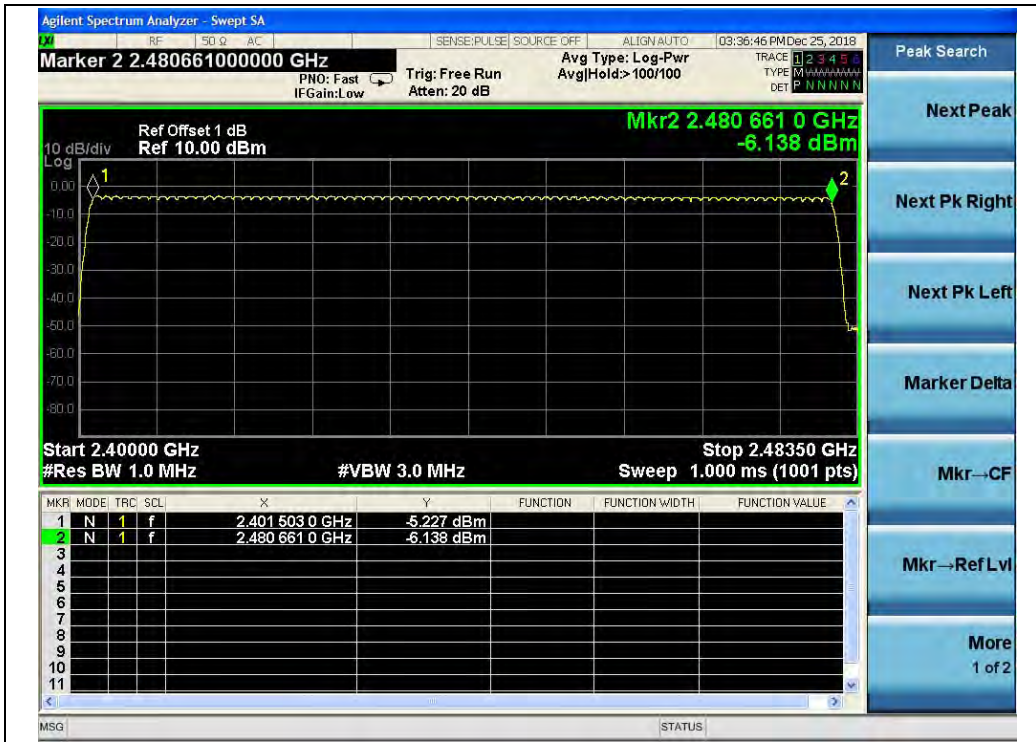 Agilent Spectrum Analyzer - Swept SA
LXI RF 50 Ω AC SENSE:PULSE SOURCE OFF ALIGN AUTO 03:36:46 PM Dec 25, 2018
Marker 2 2.480661000000 GHz
PNO: Fast
IFGain:Low
Trig: Free Run
Atten: 20 dB
Avg Type: Log-Pwr
Avg|Hold:>100/100
TRACE 1 2 3 4 5 6
TYPE M
DET P N N N N N
Peak Search
Next Peak
Next Pk Right
Next Pk Left
Marker Delta
Mkr→CF
Mkr→Ref Lvl
More
1 of 2
Mkr2 2.480 661 0 GHz
-6.138 dBm
Ref Offset 1 dB
10 dB/div Ref 10.00 dBm
Log
1
2
0.00
-10.0
-20.0
-30.0
-40.0
-50.0
-60.0
-70.0
-80.0
Start 2.40000 GHz Stop 2.48350 GHz
#Res BW 1.0 MHz #VBW 3.0 MHz Sweep 1.000 ms (1001 pts)
MKR MODE TRC SCL X Y FUNCTION FUNCTION WIDTH FUNCTION VALUE
1 N 1 f 2.401 503 0 GHz -5.227 dBm
2 N 1 f 2.480 661 0 GHz -6.138 dBm
3
4
5
6
7
8
9
10
11
MSG STATUS